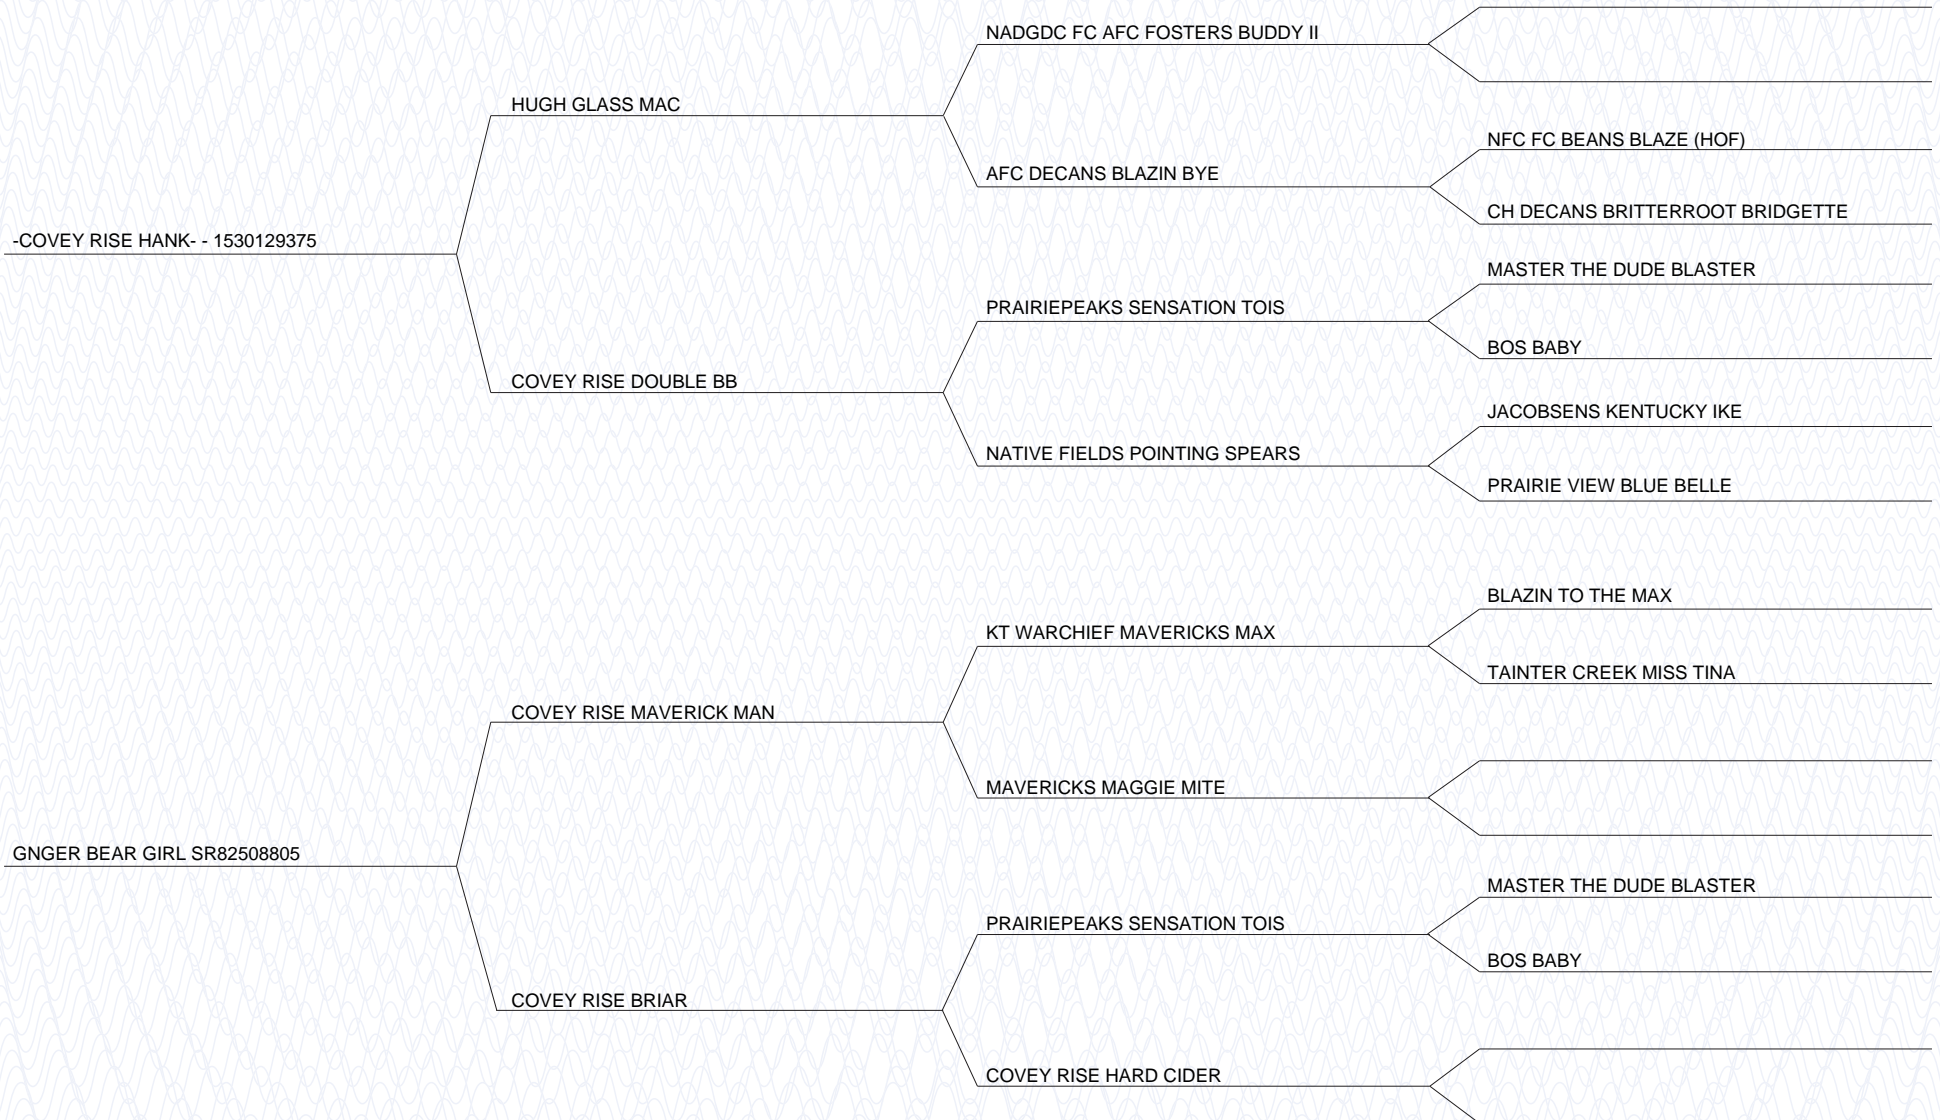 NADGDC FC AFC FOSTERS BUDDY II
HUGH GLASS MAC
NFC FC BEANS BLAZE (HOF)
AFC DECANS BLAZIN BYE
CH DECANS BRITTERROOT BRIDGETTE
-COVEY RISE HANK- - 1530129375
MASTER THE DUDE BLASTER
PRAIRIEPEAKS SENSATION TOIS
BOS BABY
COVEY RISE DOUBLE BB
JACOBSENS KENTUCKY IKE
NATIVE FIELDS POINTING SPEARS
PRAIRIE VIEW BLUE BELLE
BLAZIN TO THE MAX
KT WARCHIEF MAVERICKS MAX
TAINTER CREEK MISS TINA
COVEY RISE MAVERICK MAN
MAVERICKS MAGGIE MITE
GNGER BEAR GIRL SR82508805
MASTER THE DUDE BLASTER
PRAIRIEPEAKS SENSATION TOIS
BOS BABY
COVEY RISE BRIAR
COVEY RISE HARD CIDER